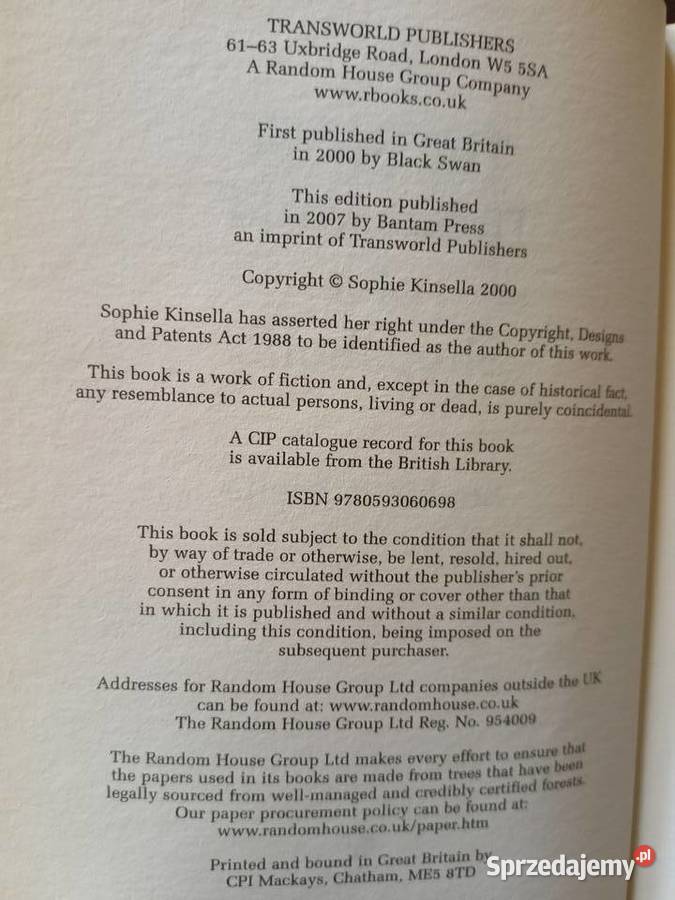 TRANSWORLD PUBLISHERS
61–63 Uxbridge Road, London W5 5SA
A Random House Group Company
www.rbooks.co.uk
First published in Great Britain
in 2000 by Black Swan
This edition published
in 2007 by Bantam Press
an imprint of Transworld Publishers
Copyright © Sophie Kinsella 2000
Sophie Kinsella has asserted her right under the Copyright, Designs
and Patents Act 1988 to be identified as the author of this work.
This book is a work of fiction and, except in the case of historical fact,
any resemblance to actual persons, living or dead, is purely coincidental.
A CIP catalogue record for this book
is available from the British Library.
ISBN 9780593060698
This book is sold subject to the condition that it shall not,
by way of trade or otherwise, be lent, resold, hired out,
or otherwise circulated without the publisher's prior
consent in any form of binding or cover other than that
in which it is published and without a similar condition,
including this condition, being imposed on the
subsequent purchaser.
Addresses for Random House Group Ltd companies outside the UK
can be found at: www.randomhouse.co.uk
The Random House Group Ltd Reg. No. 954009
The Random House Group Ltd makes every effort to ensure that
the papers used in its books are made from trees that have been
legally sourced from well-managed and credibly certified forests.
Our paper procurement policy can be found at:
www.randomhouse.co.uk/paper.htm
Printed and bound in Great Britain by
CPI Mackays, Chatham, ME5 8TD
Sprzedajemy.pl